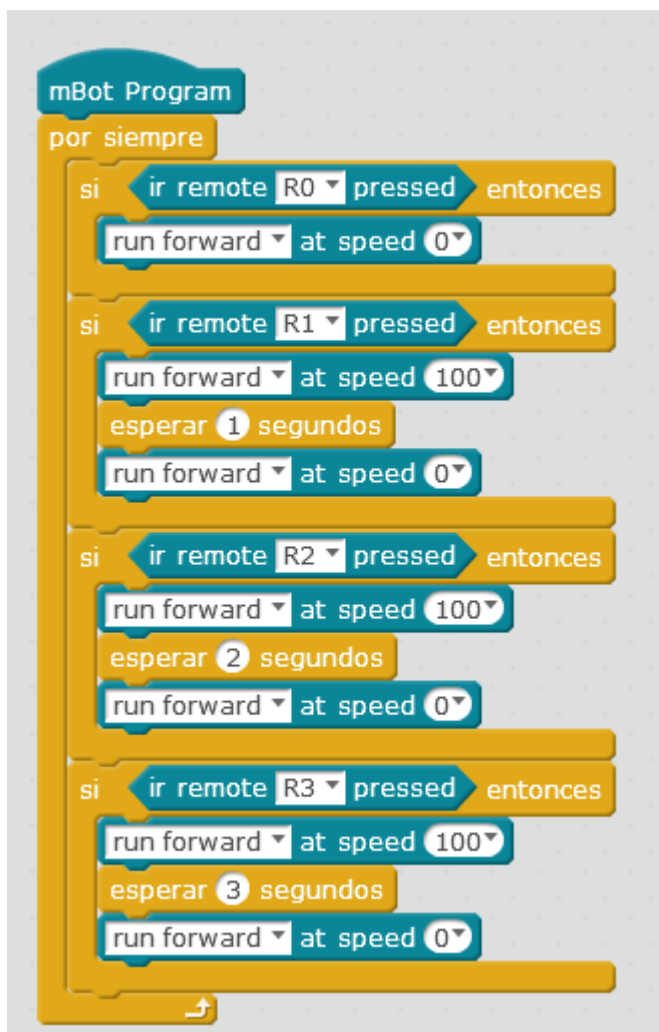 mBot Program
por siempre
si ir remote R0 pressed entonces
run forward at speed 0
si ir remote R1 pressed entonces
run forward at speed 100
esperar 1 segundos
run forward at speed 0
si ir remote R2 pressed entonces
run forward at speed 100
esperar 2 segundos
run forward at speed 0
si ir remote R3 pressed entonces
run forward at speed 100
esperar 3 segundos
run forward at speed 0